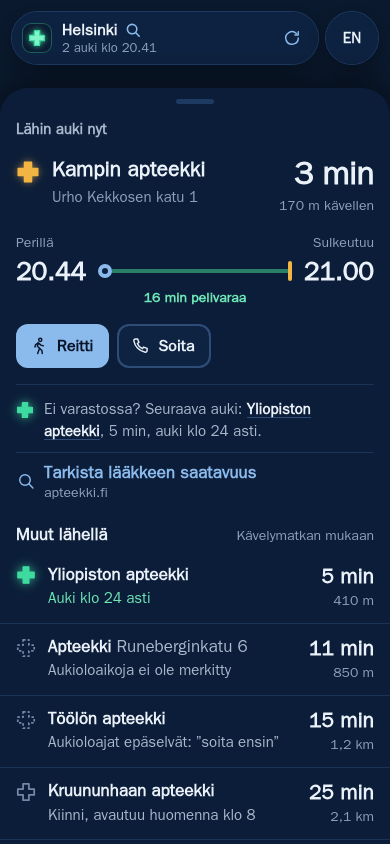 Helsinki
2 auki klo 20.41
EN
Lähin auki nyt
Kampin apteekki
3 min
Urho Kekkosen katu 1
170 m kävellen
Perillä
Sulkeutuu
20.44
21.00
16 min pelivaraa
Reitti
Soita
Ei varastossa? Seuraava auki: Yliopiston
apteekki, 5 min, auki klo 24 asti.
Tarkista lääkkeen saatavuus
apteekki.fi
Muut lähellä
Kävelymatkan mukaan
Yliopiston apteekki
5 min
Auki klo 24 asti
410 m
Apteekki Runeberginkatu 6
11 min
Aukioloaikoja ei ole merkitty
850 m
Töölön apteekki
15 min
Aukioloajat epäselvät: ”soita ensin”
1,2 km
Kruununhaan apteekki
25 min
Kiinni, avautuu huomenna klo 8
2,1 km